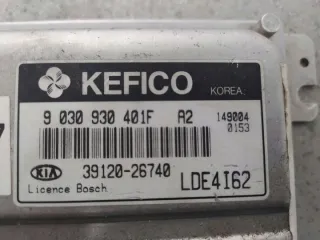 KEFICO KOREA
9 030 930 401F A2 149004
0153
KIA 39120-26740
Licence Bosch LDE4I62